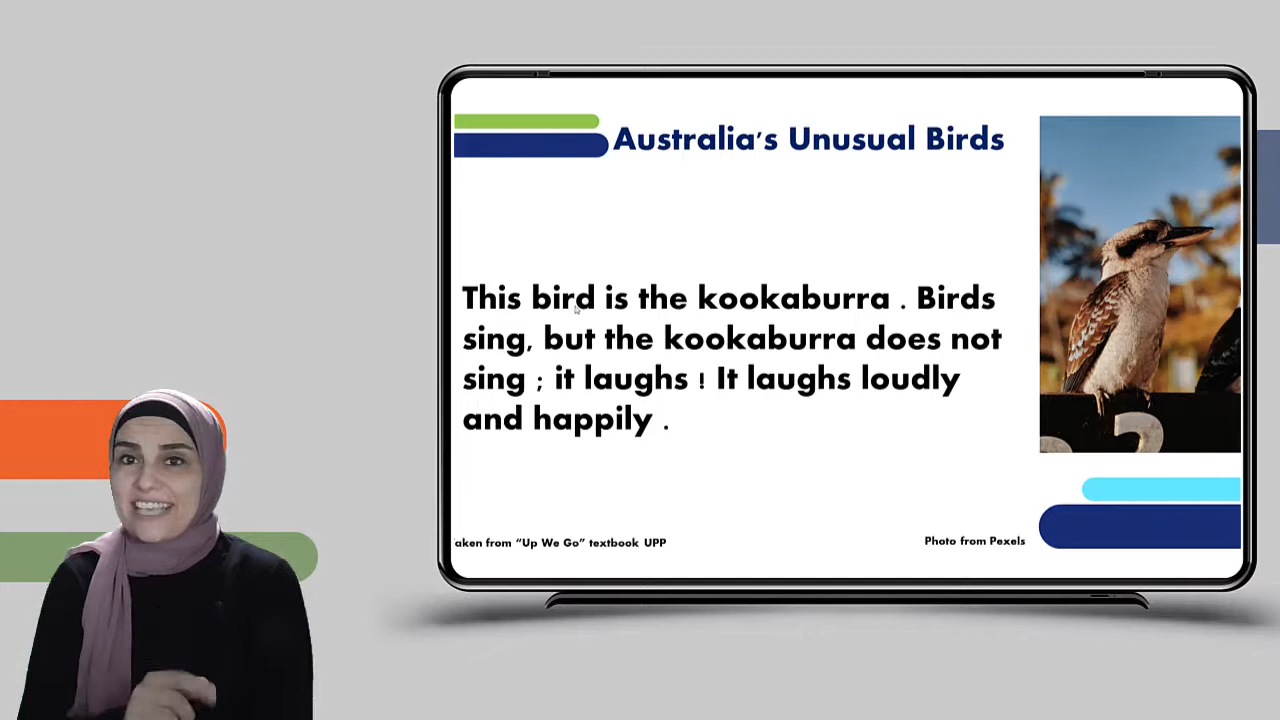 Australia's Unusual Birds
This bird is the kookaburra . Birds
sing, but the kookaburra does not
sing ; it laughs ! It laughs loudly
and happily .
aken from “Up We Go” textbook UPP
Photo from Pexels
2